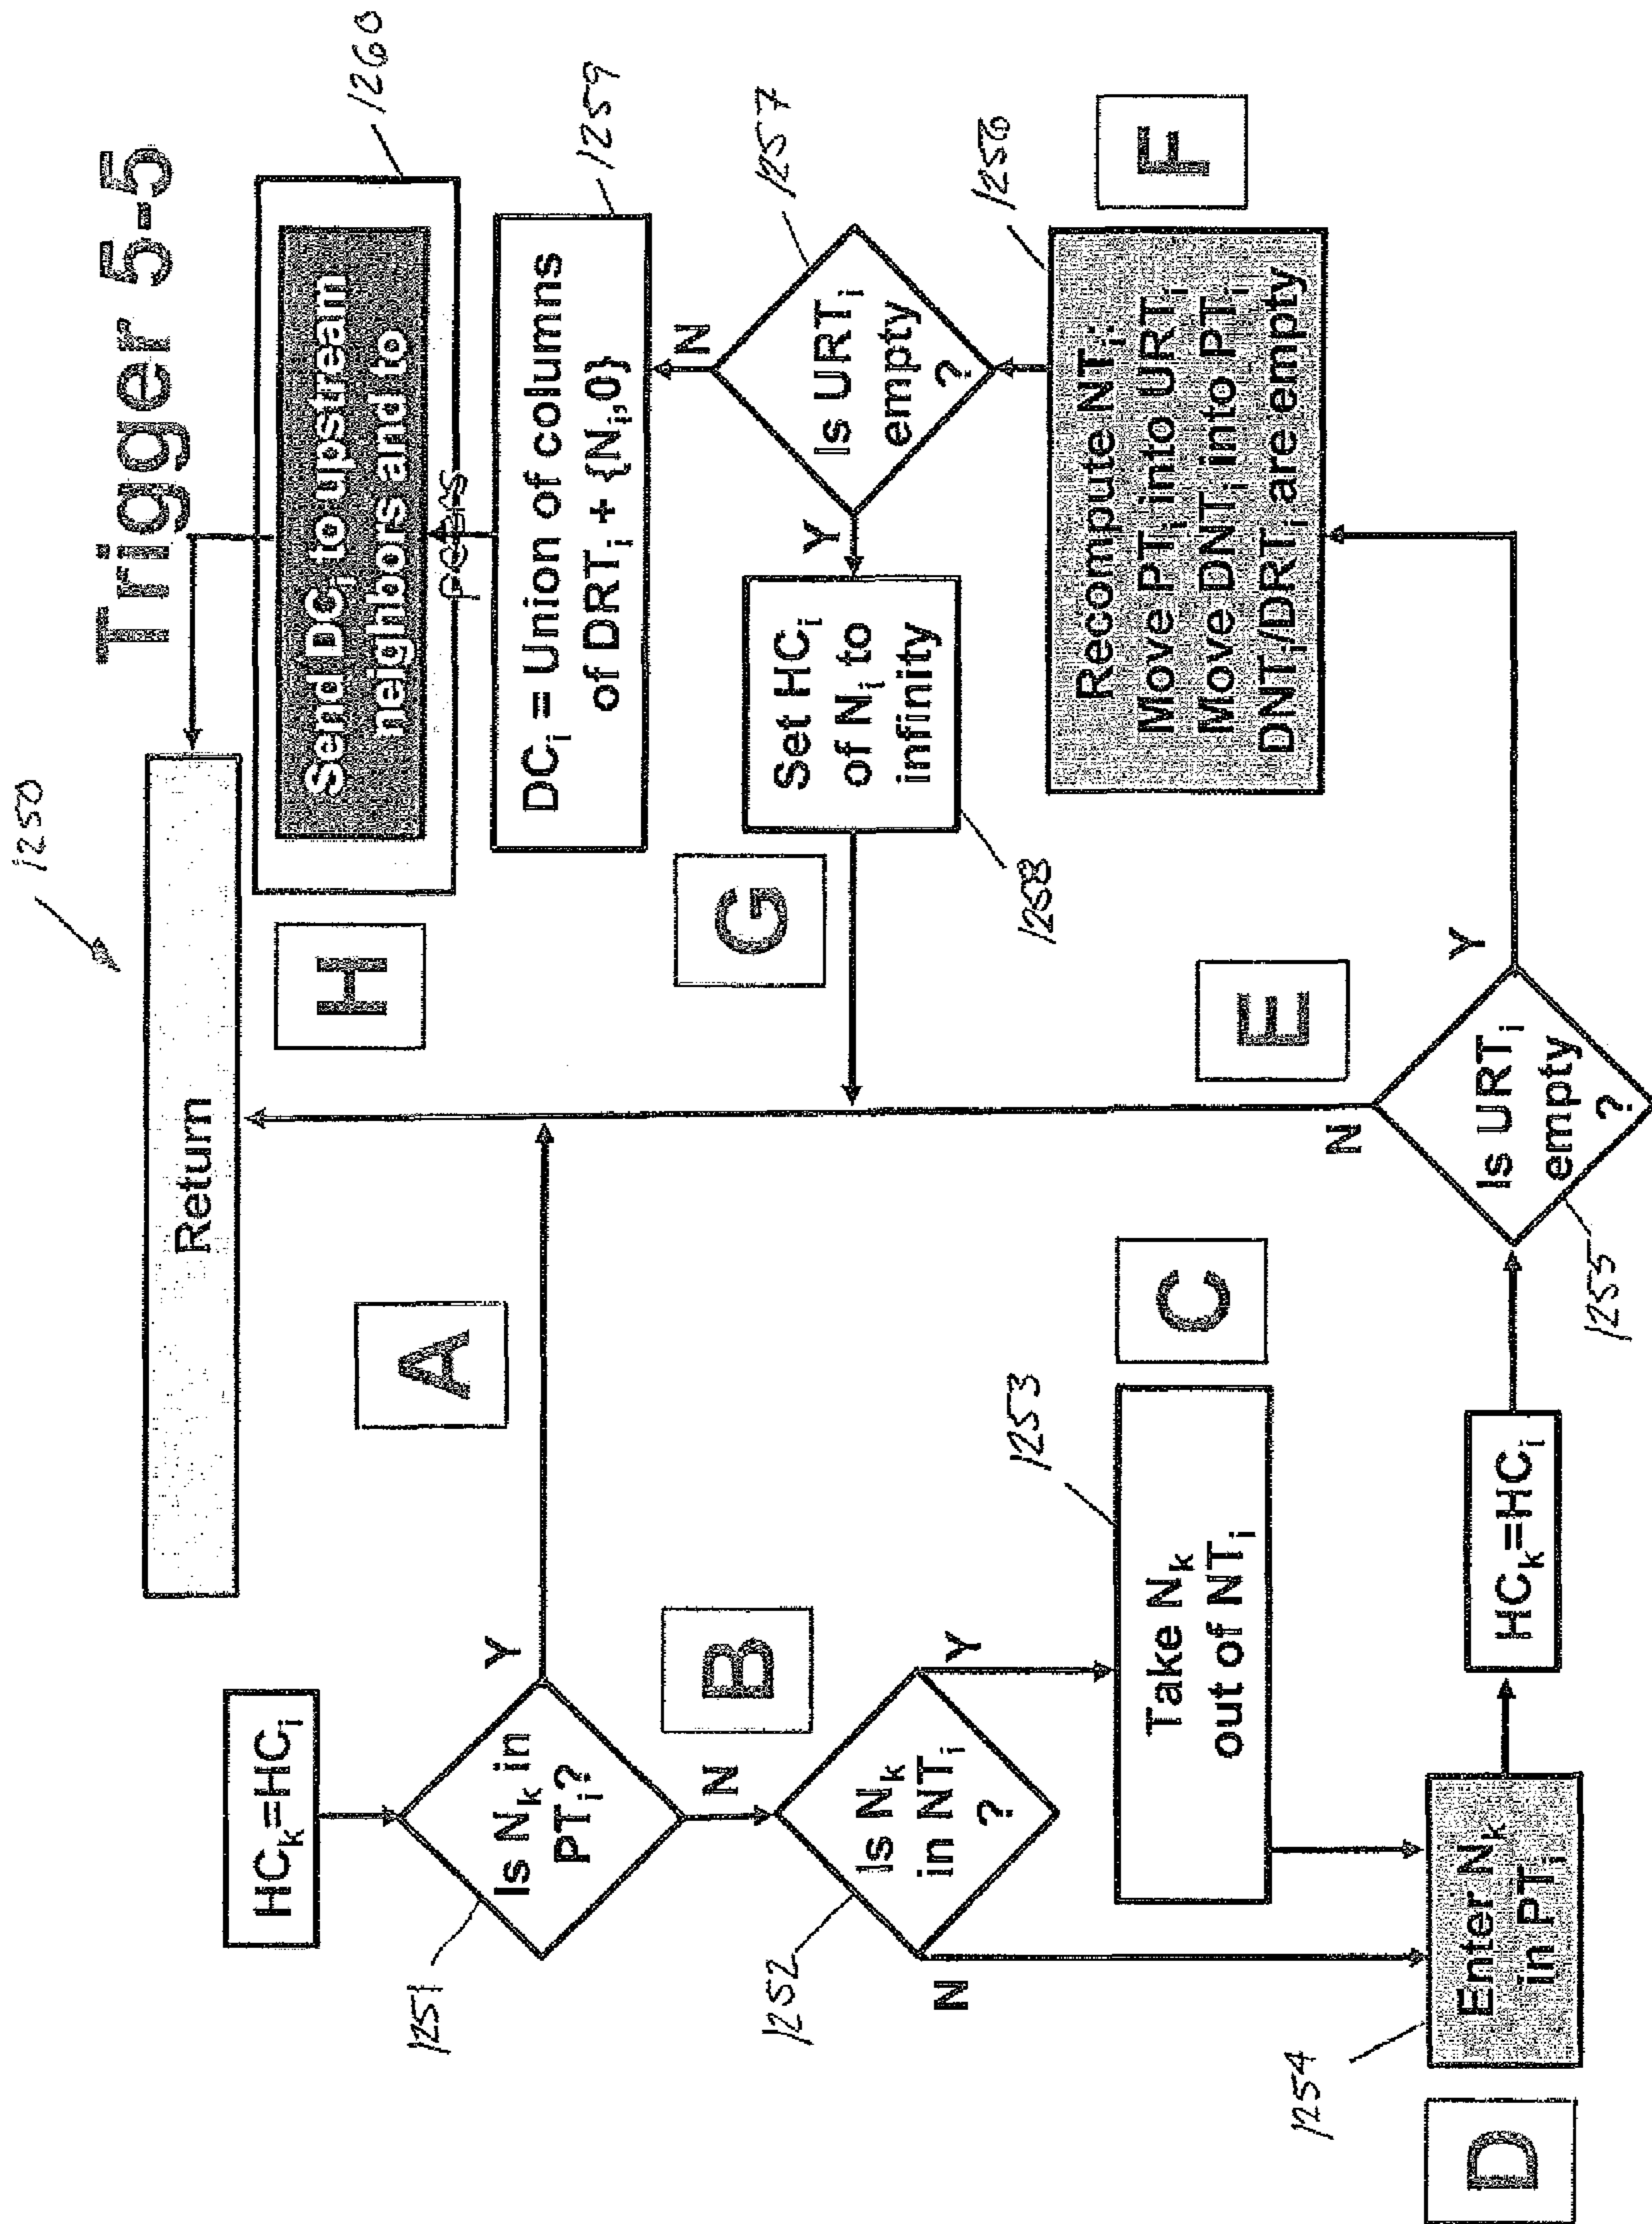 Trigger 5-5
1250
Return
HC_k=HC_i
Is N_k in
PT_i?
1251
Y
N
A
B
Is N_k
in NT_i
?
1252
Y
N
Take N_k
out of NT_i
1253
C
Enter N_k
in PT_i
1254
D
HC_k=HC_i
Is URT_i
empty
?
1255
E
N
Y
Recompute NT_i:
Move PT_i into URT_i
Move DNT_i into PT_i
DNT_i/DRT_i are empty
1256
F
Is URT_i
empty
?
1257
Y
N
Set HC_i
of N_i to
infinity
1258
G
DC_i = Union of columns
of DRT_i + {N_i,0}
1259
Send DC_i to upstream
neighbors and to
peers
1260
H